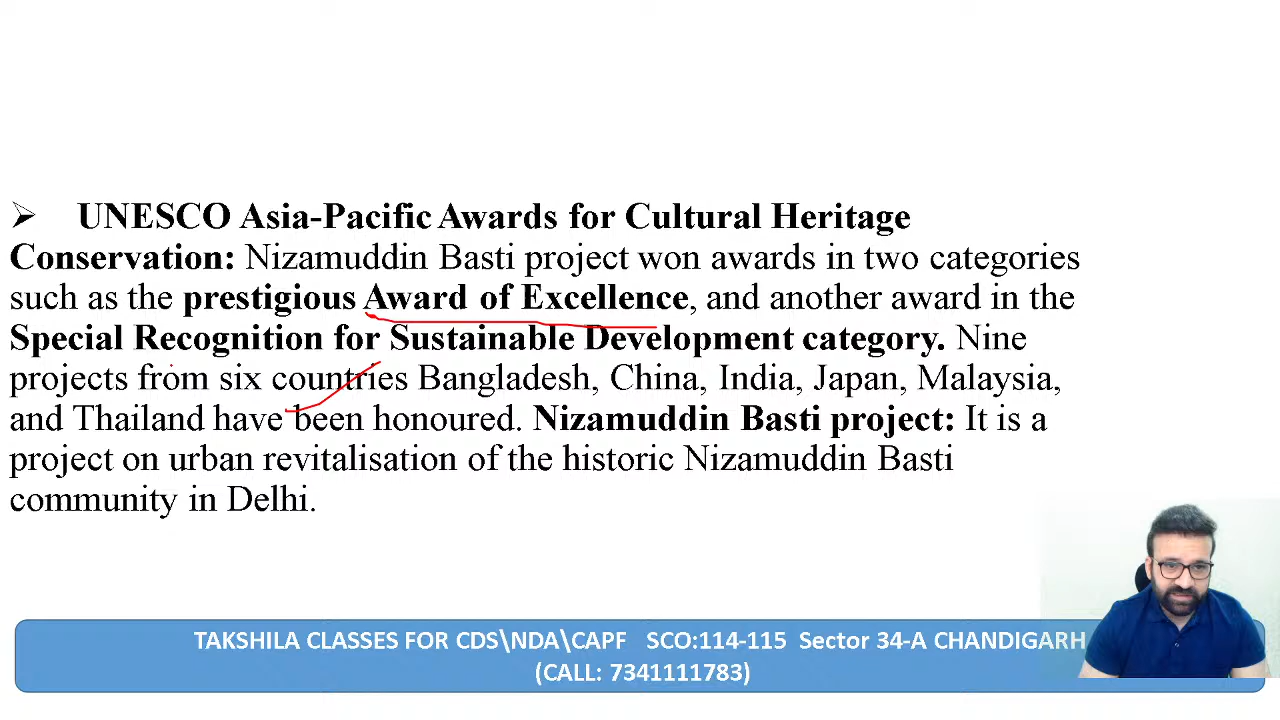 ➢ UNESCO Asia-Pacific Awards for Cultural Heritage
Conservation: Nizamuddin Basti project won awards in two categories
such as the prestigious Award of Excellence, and another award in the
Special Recognition for Sustainable Development category. Nine
projects from six countries Bangladesh, China, India, Japan, Malaysia,
and Thailand have been honoured. Nizamuddin Basti project: It is a
project on urban revitalisation of the historic Nizamuddin Basti
community in Delhi.
TAKSHILA CLASSES FOR CDS\NDA\CAPF SCO:114-115 Sector 34-A CHANDIGARH
(CALL: 7341111783)